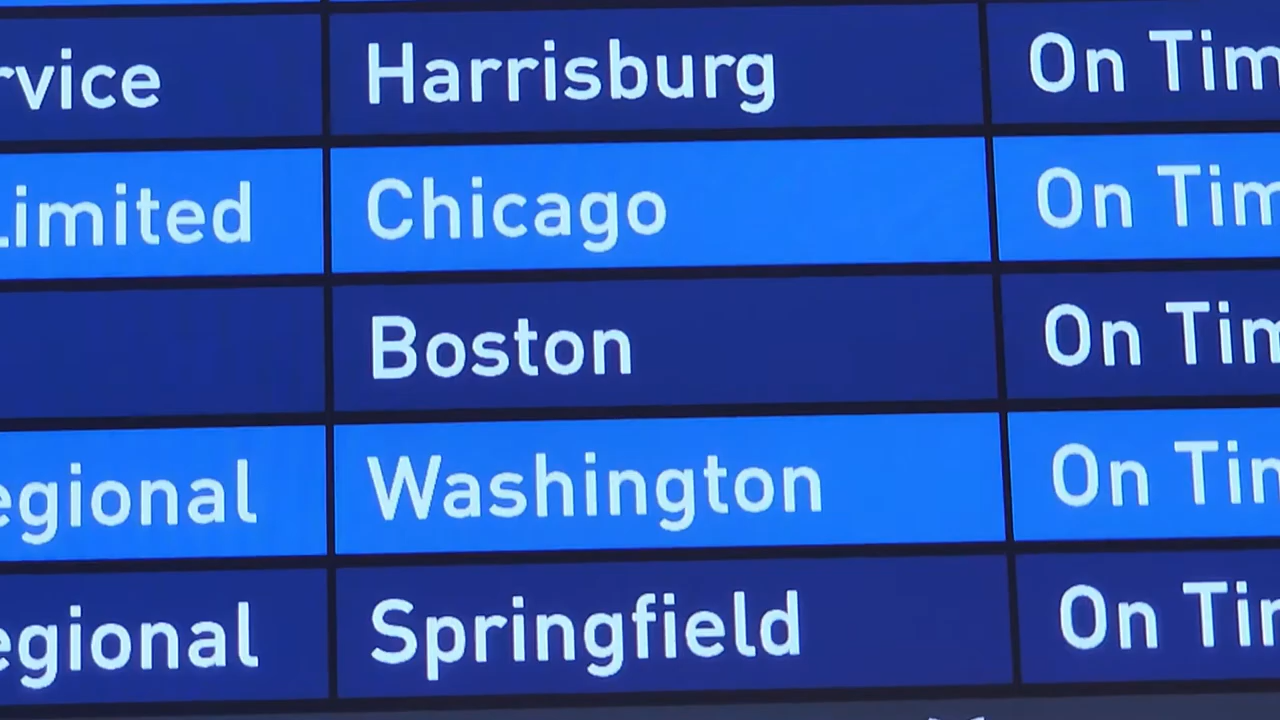 rvice Harrisburg On Tim
Limited Chicago On Tim
Boston On Tim
egional Washington On Tim
egional Springfield On Tim